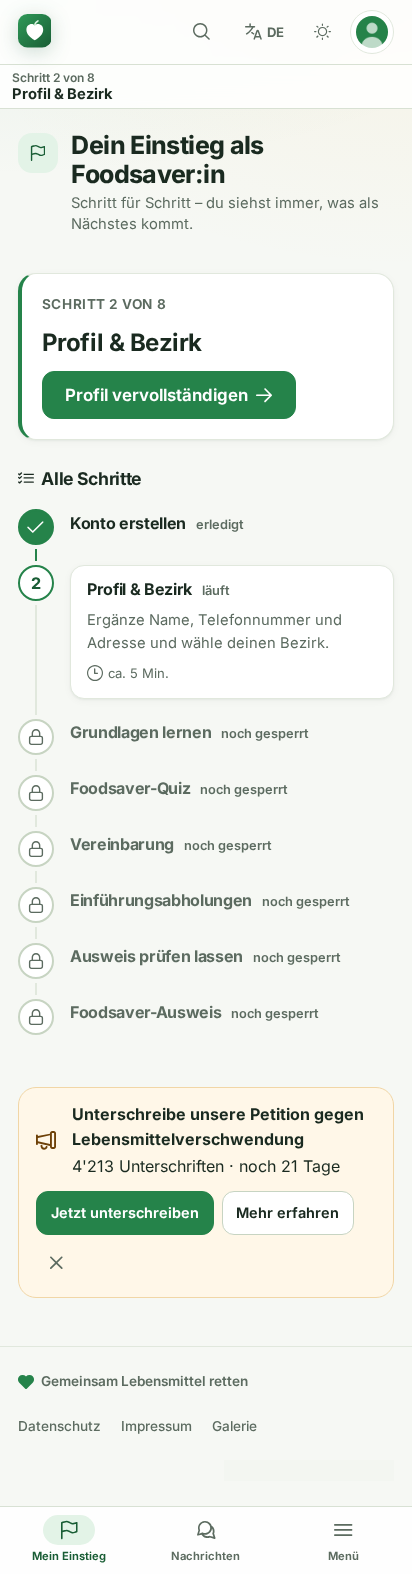 DE
Schritt 2 von 8
Profil & Bezirk
Dein Einstieg als
Foodsaver:in
Schritt für Schritt – du siehst immer, was als
Nächstes kommt.
SCHRITT 2 VON 8
Profil & Bezirk
Profil vervollständigen
Alle Schritte
Konto erstellen erledigt
2
Profil & Bezirk läuft
Ergänze Name, Telefonnummer und
Adresse und wähle deinen Bezirk.
ca. 5 Min.
Grundlagen lernen noch gesperrt
Foodsaver-Quiz noch gesperrt
Vereinbarung noch gesperrt
Einführungsabholungen noch gesperrt
Ausweis prüfen lassen noch gesperrt
Foodsaver-Ausweis noch gesperrt
Unterschreibe unsere Petition gegen
Lebensmittelverschwendung
4'213 Unterschriften · noch 21 Tage
Jetzt unterschreiben Mehr erfahren
Gemeinsam Lebensmittel retten
Datenschutz Impressum Galerie
Mein Einstieg Nachrichten Menü